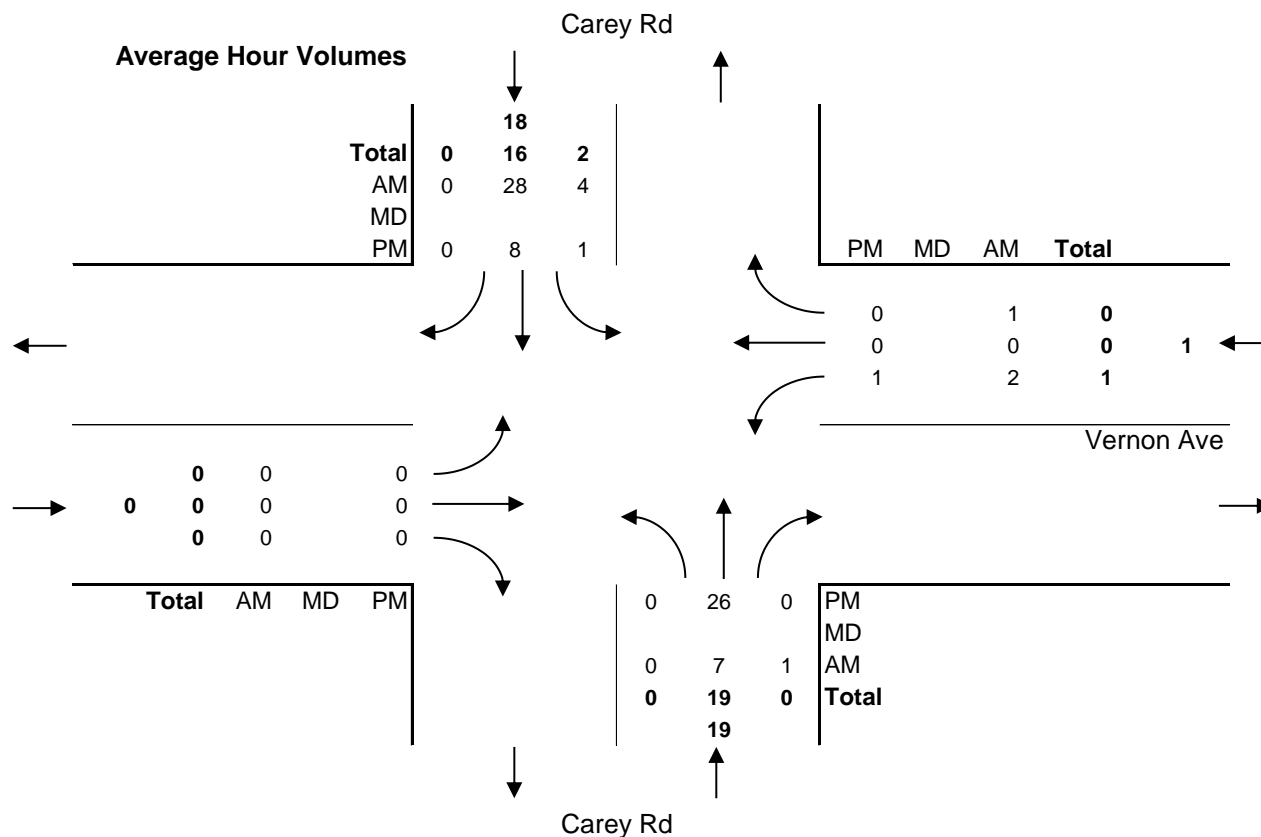 Carey Rd
Average Hour Volumes
18
Total 0 16 2
AM 0 28 4
MD
PM 0 8 1
PM MD AM Total
0 1 0
0 0 0 1
1 2 1
Vernon Ave
0 0 0
0 0 0 0
0 0 0
Total AM MD PM
0 26 0 PM
MD
0 7 1 AM
0 19 0 Total
19
Carey Rd